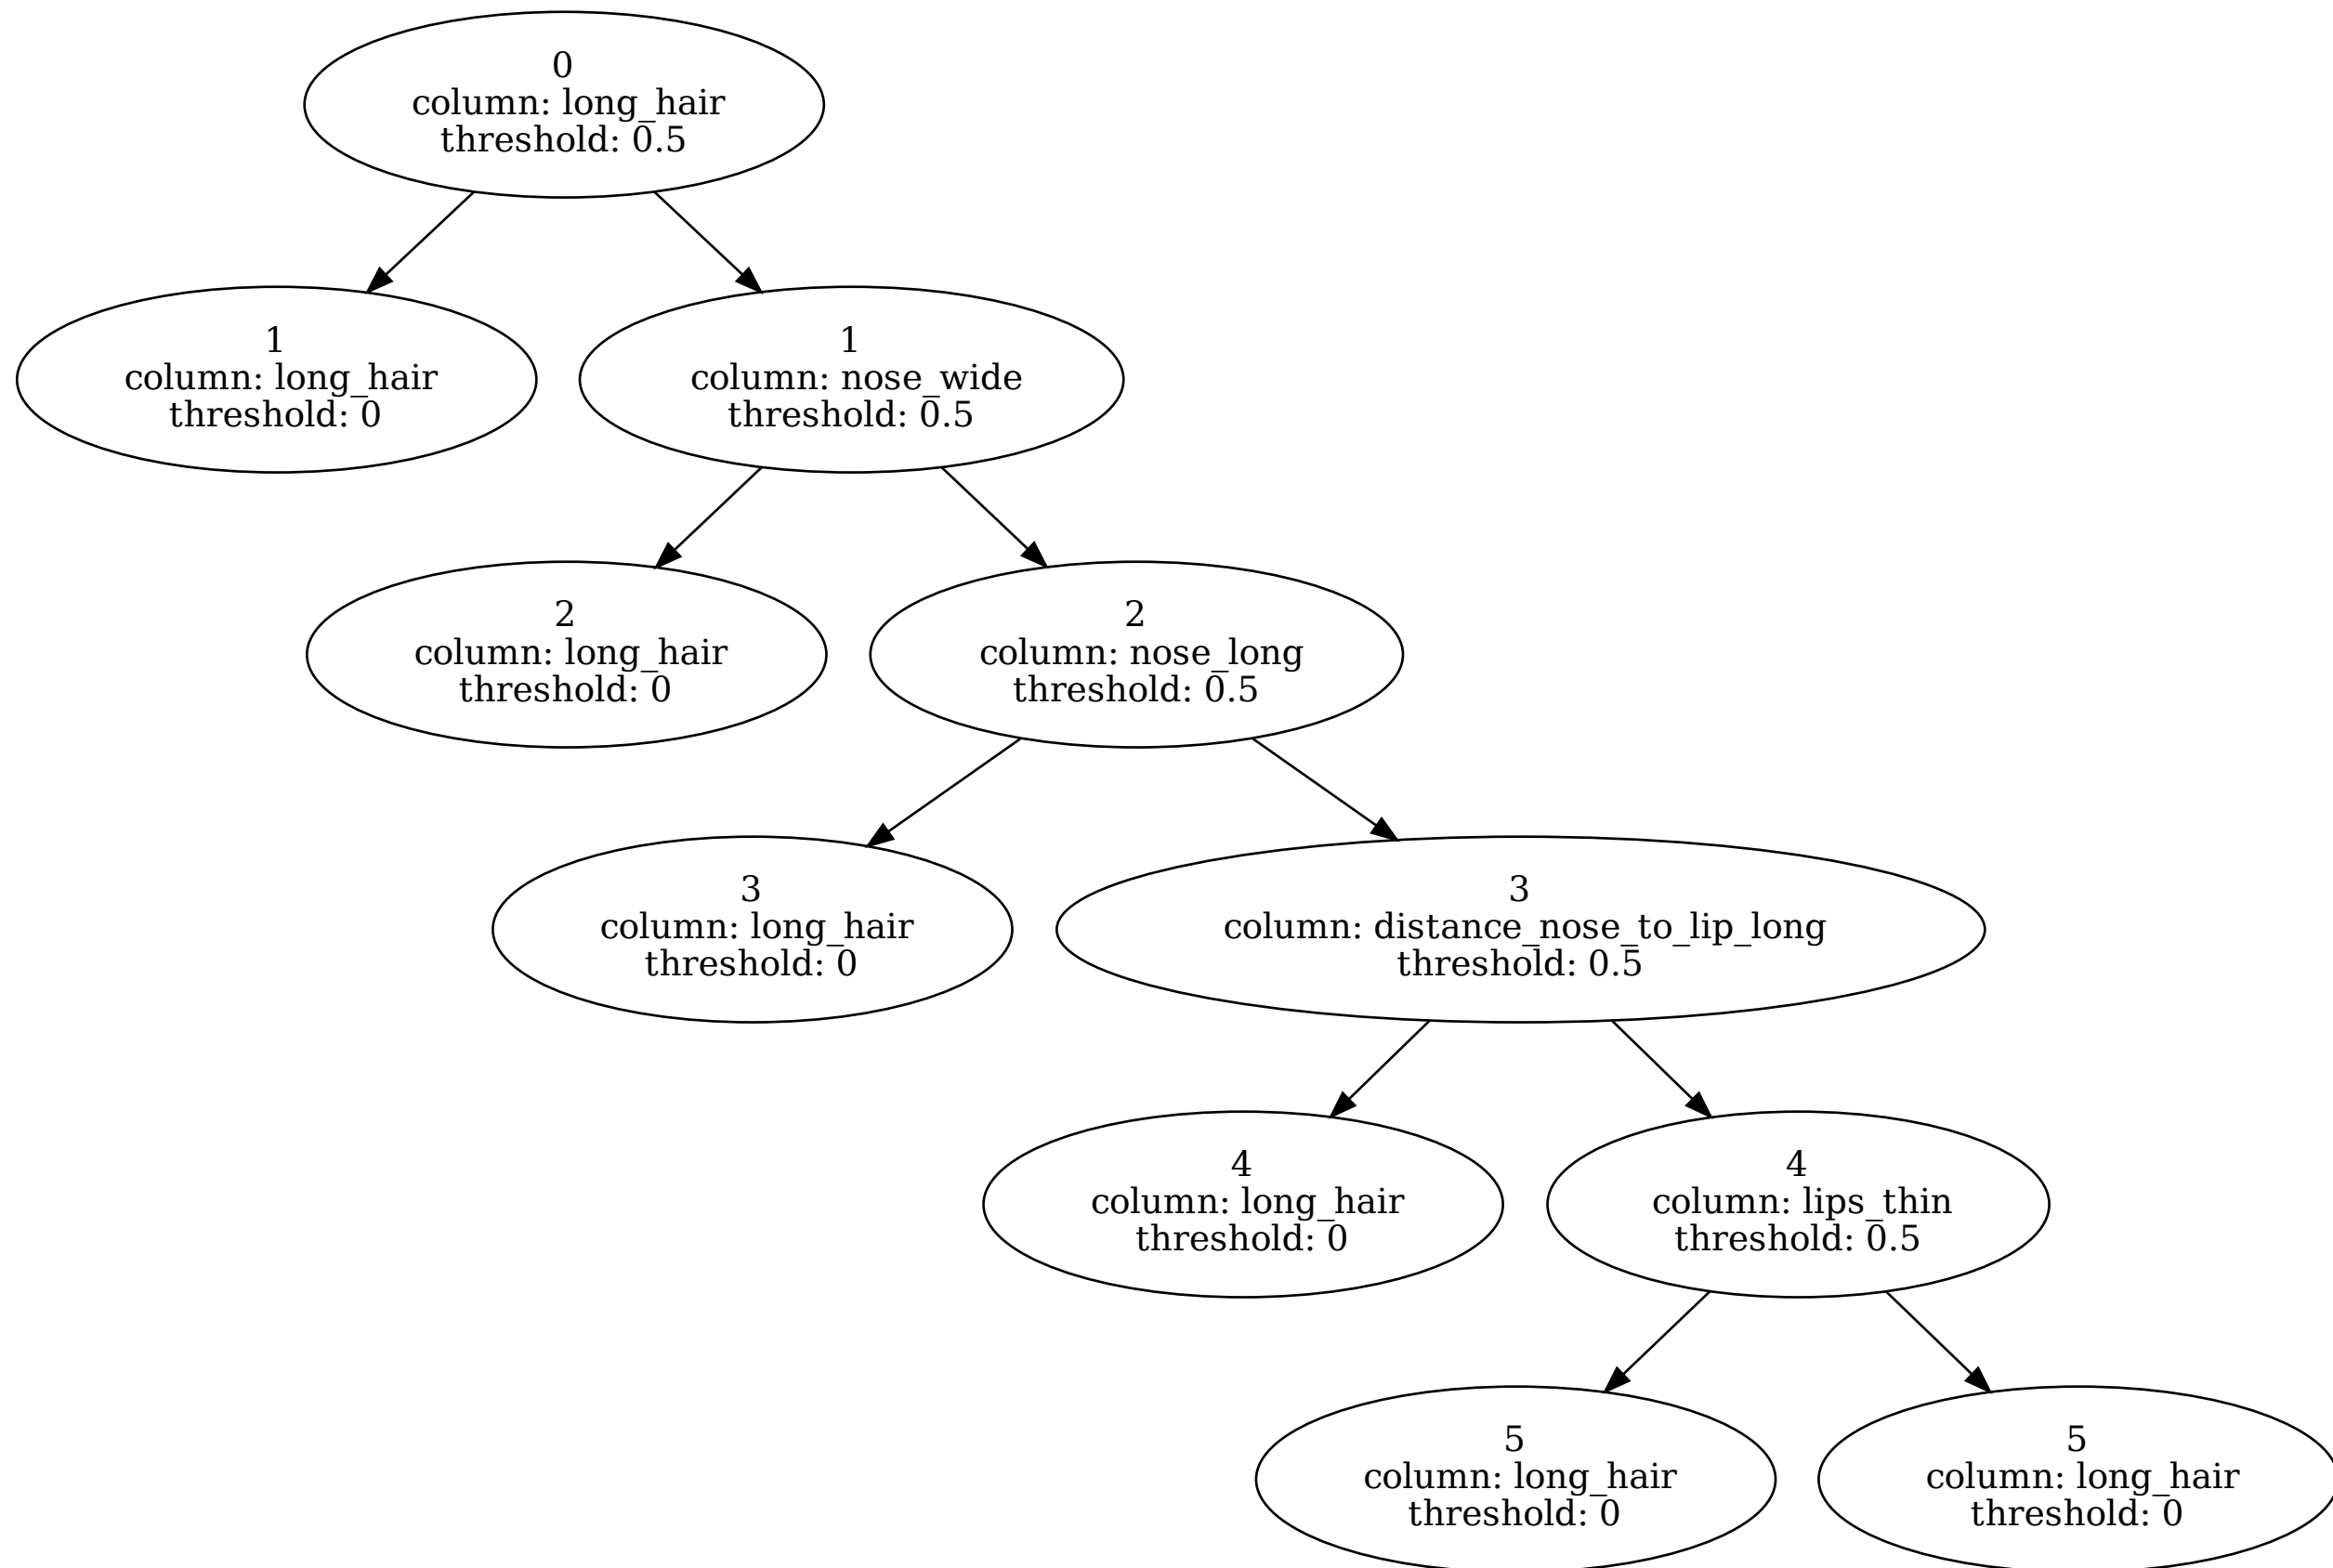 0
column: long_hair
threshold: 0.5
1
column: long_hair
threshold: 0
1
column: nose_wide
threshold: 0.5
2
column: long_hair
threshold: 0
2
column: nose_long
threshold: 0.5
3
column: long_hair
threshold: 0
3
column: distance_nose_to_lip_long
threshold: 0.5
4
column: long_hair
threshold: 0
4
column: lips_thin
threshold: 0.5
5
column: long_hair
threshold: 0
5
column: long_hair
threshold: 0